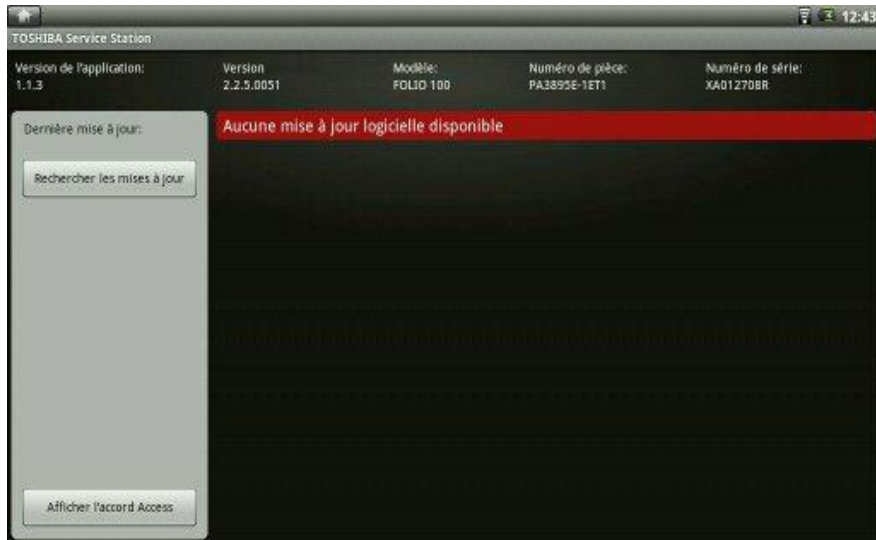 12:43
TOSHIBA Service Station
Version de l'application:
1.1.3
Version
2.2.5.0051
Modèle:
FOLIO 100
Numéro de pièce:
PA3895E-1ET1
Numéro de série:
XA012708R
Dernière mise à jour:
Rechercher les mises à jour
Afficher l'accord Access
Aucune mise à jour logicielle disponible